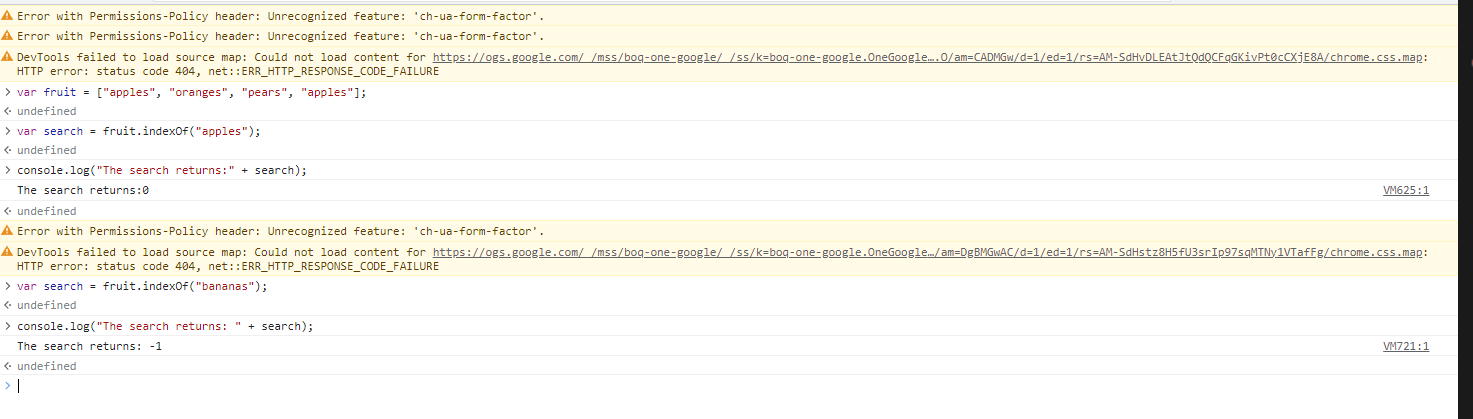 Error with Permissions-Policy header: Unrecognized feature: 'ch-ua-form-factor'.
Error with Permissions-Policy header: Unrecognized feature: 'ch-ua-form-factor'.
DevTools failed to load source map: Could not load content for https://ogs.google.com/_/mss/boq-one-google/_/ss/k=boq-one-google.OneGoogle….O/am=CADMGw/d=1/ed=1/rs=AM-SdHvDLEAtJtQdQCFqGKivPt0cCXjE8A/chrome.css.map:
HTTP error: status code 404, net::ERR_HTTP_RESPONSE_CODE_FAILURE
> var fruit = ["apples", "oranges", "pears", "apples"];
undefined
> var search = fruit.indexOf("apples");
undefined
> console.log("The search returns:" + search);
The search returns:0 VM625:1
undefined
Error with Permissions-Policy header: Unrecognized feature: 'ch-ua-form-factor'.
DevTools failed to load source map: Could not load content for https://ogs.google.com/_/mss/boq-one-google/_/ss/k=boq-one-google.OneGoogle…/am=DgBMGwAC/d=1/ed=1/rs=AM-SdHstz8H5fU3srIp97sqMTNy1VTafFg/chrome.css.map:
HTTP error: status code 404, net::ERR_HTTP_RESPONSE_CODE_FAILURE
> var search = fruit.indexOf("bananas");
undefined
> console.log("The search returns: " + search);
The search returns: -1 VM721:1
undefined
>